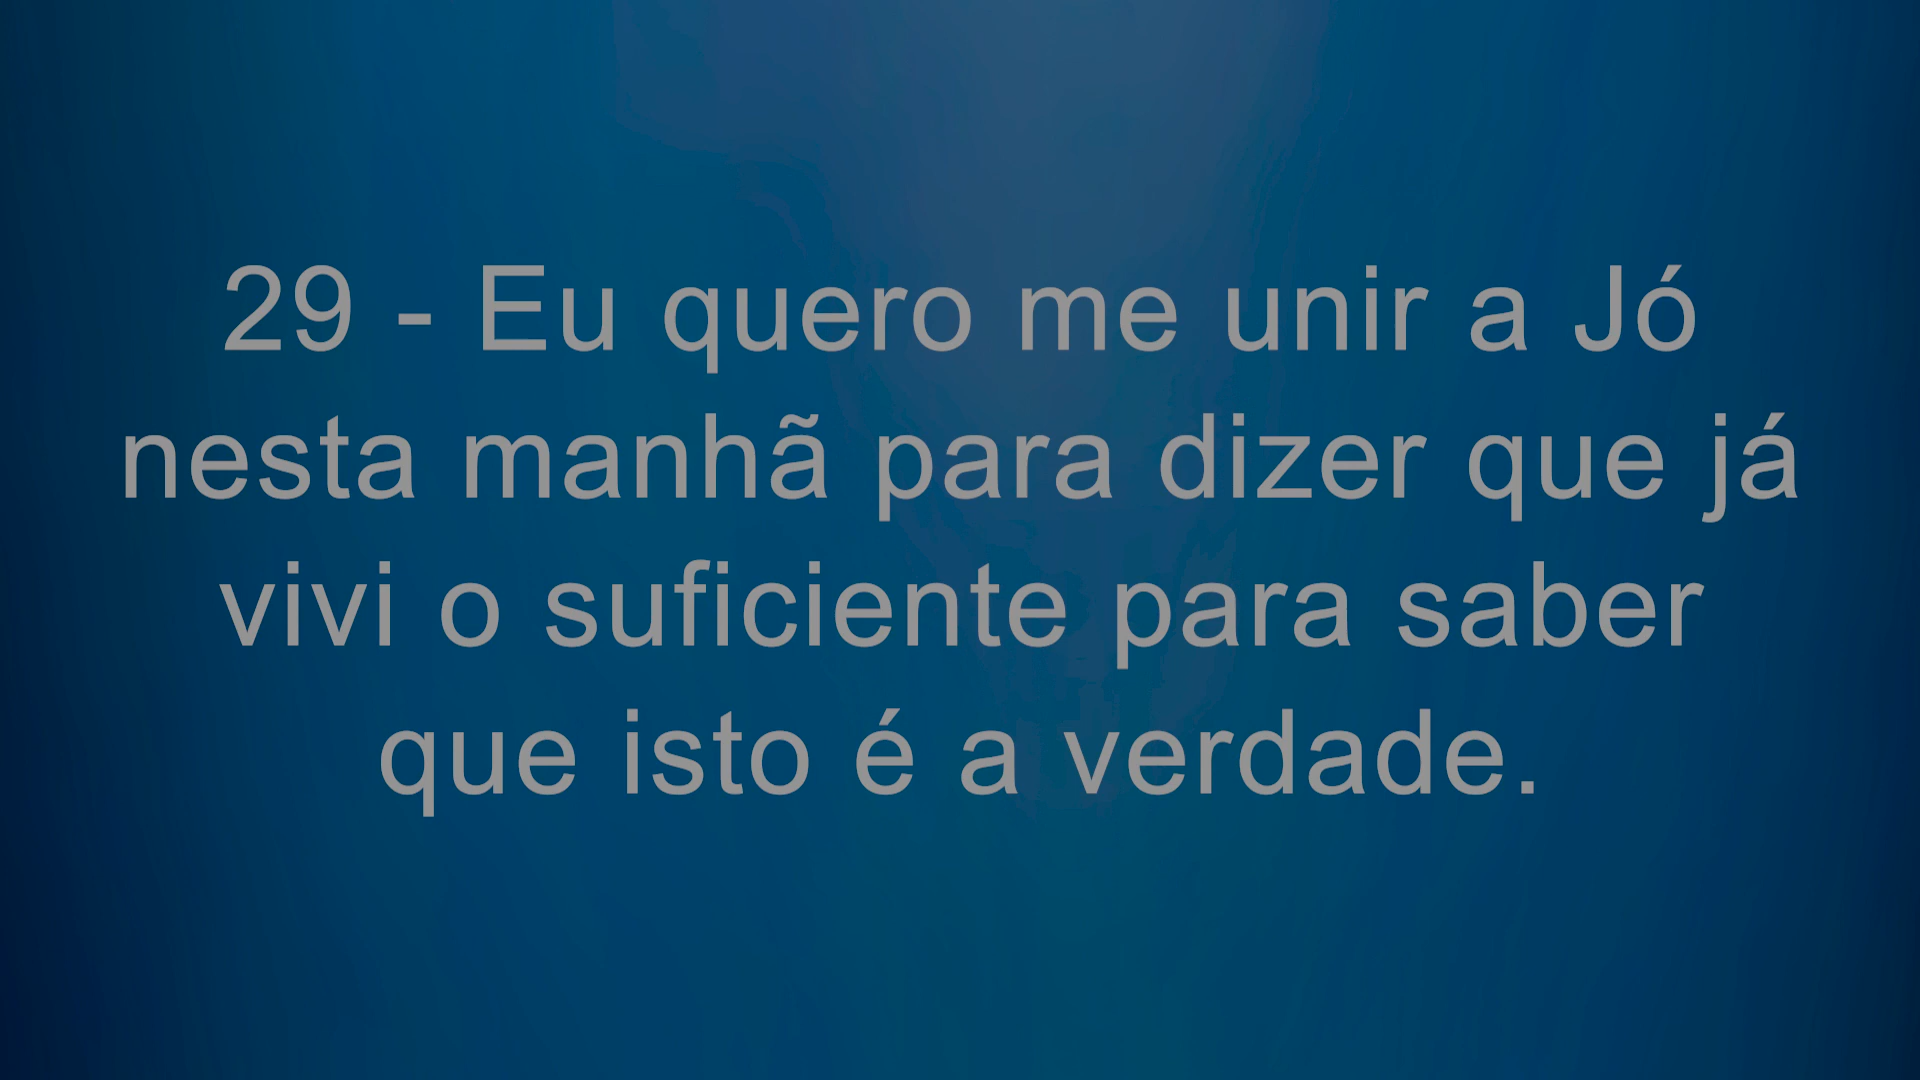 29 - Eu quero me unir a Jó
nesta manhã para dizer que já
vivi o suficiente para saber
que isto é a verdade.